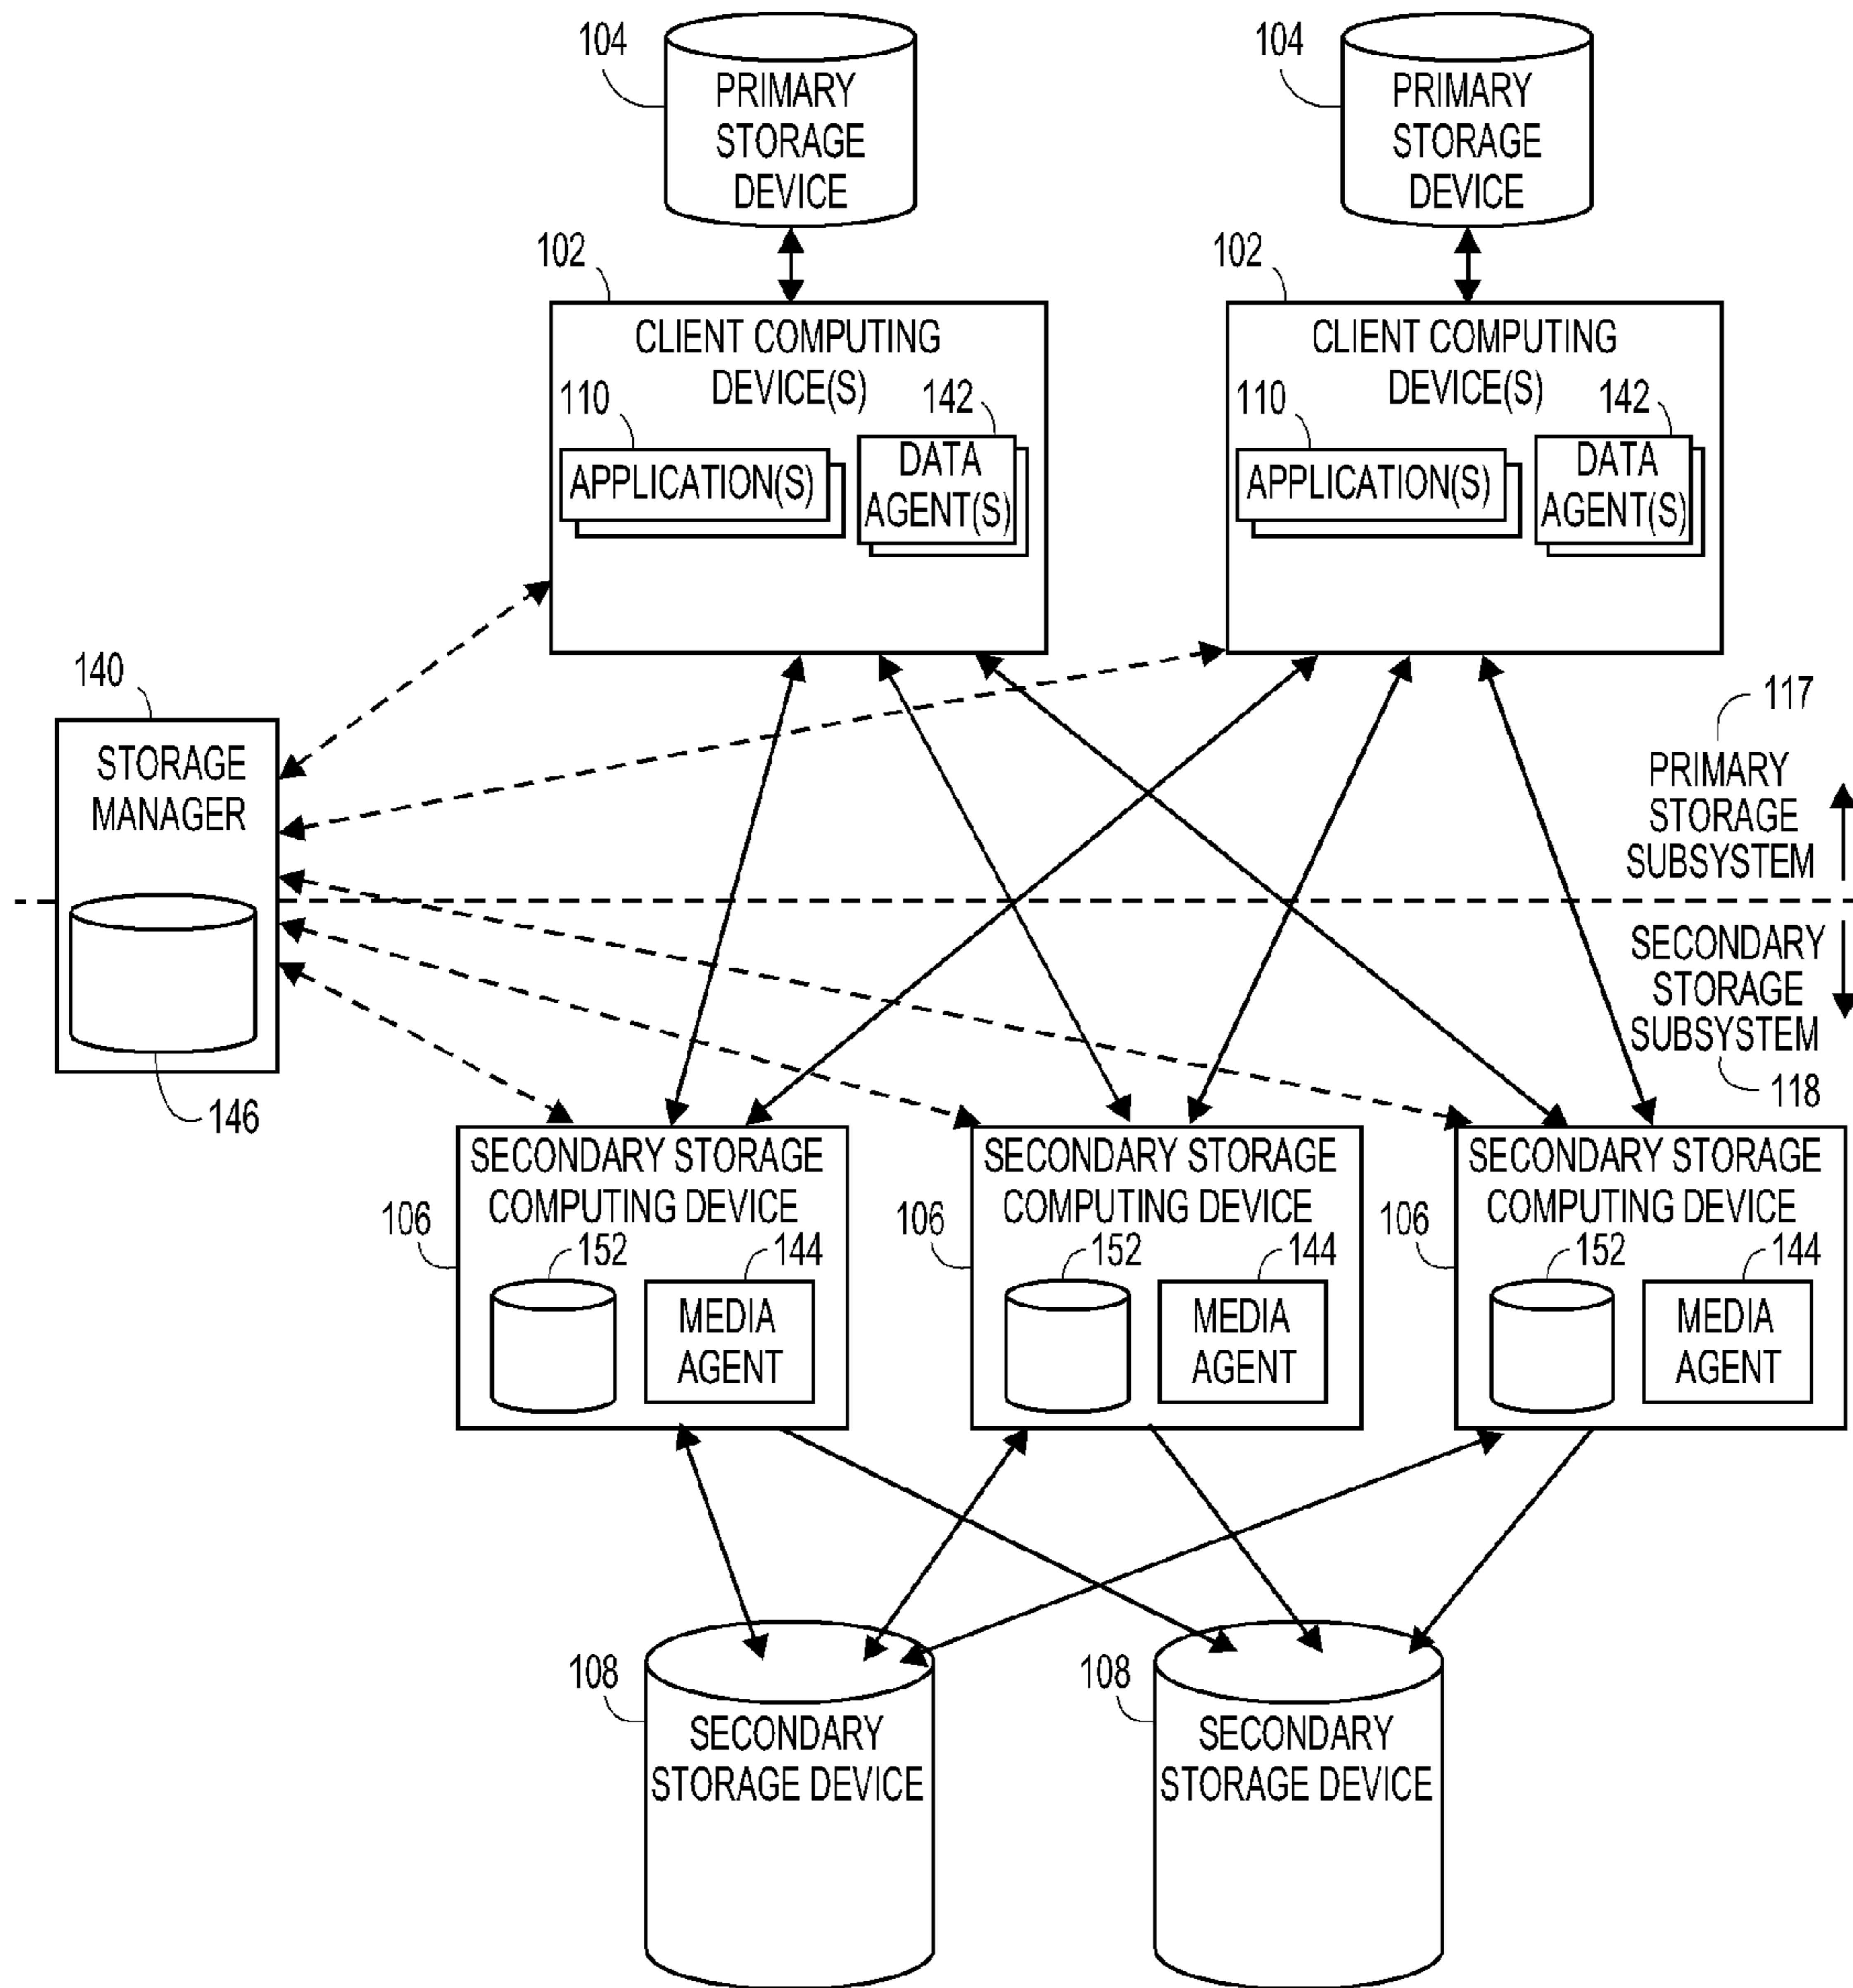 104
PRIMARY
STORAGE
DEVICE
104
PRIMARY
STORAGE
DEVICE
102
CLIENT COMPUTING
DEVICE(S)
110
APPLICATION(S)
142
DATA
AGENT(S)
102
CLIENT COMPUTING
DEVICE(S)
110
APPLICATION(S)
142
DATA
AGENT(S)
140
STORAGE
MANAGER
146
117
PRIMARY
STORAGE
SUBSYSTEM
SECONDARY
STORAGE
SUBSYSTEM
118
SECONDARY STORAGE
COMPUTING DEVICE
106
152
144
MEDIA
AGENT
SECONDARY STORAGE
COMPUTING DEVICE
106
152
144
MEDIA
AGENT
SECONDARY STORAGE
COMPUTING DEVICE
106
152
144
MEDIA
AGENT
108
SECONDARY
STORAGE DEVICE
108
SECONDARY
STORAGE DEVICE